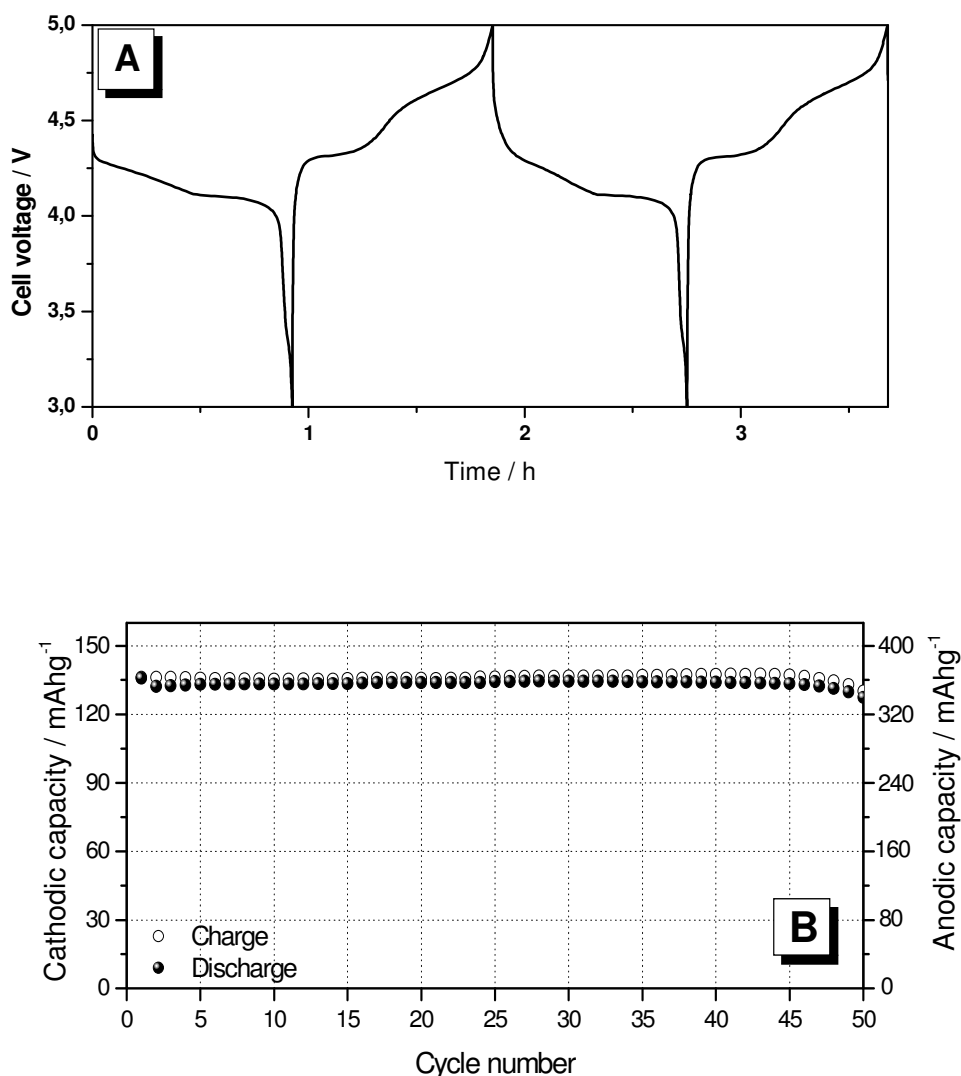 A
5,0
4,5
4,0
3,5
3,0
Cell voltage / V
0 1 2 3
Time / h
150 400
120 320
90 240
60 160
30 80
0 0
Cathodic capacity / mAhg⁻¹
Anodic capacity / mAhg⁻¹
Charge
Discharge
B
0 5 10 15 20 25 30 35 40 45 50
Cycle number